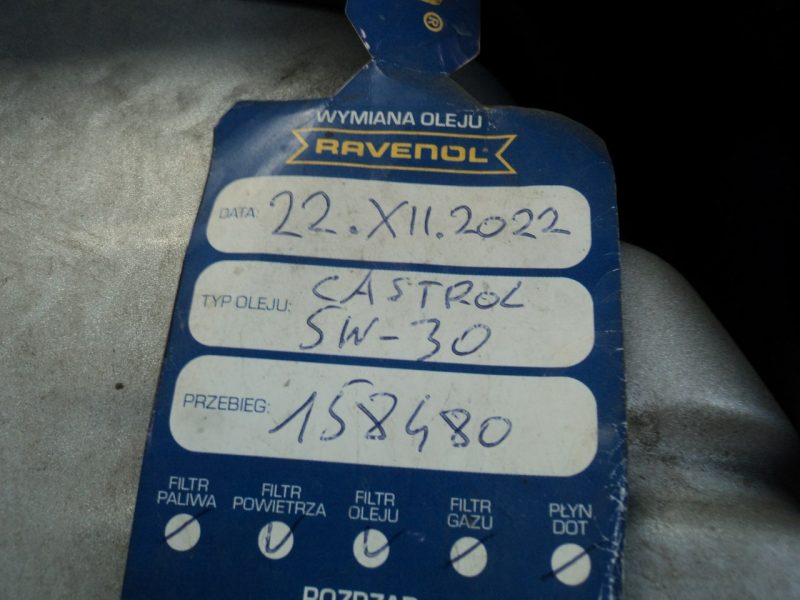 ®
WYMIANA OLEJU
RAVENOL
DATA: 22.XII.2022
TYP OLEJU: CASTROL
5W-30
PRZEBIEG: 158480
FILTR PALIWA
FILTR POWIETRZA
FILTR OLEJU
FILTR GAZU
PŁYN DOT